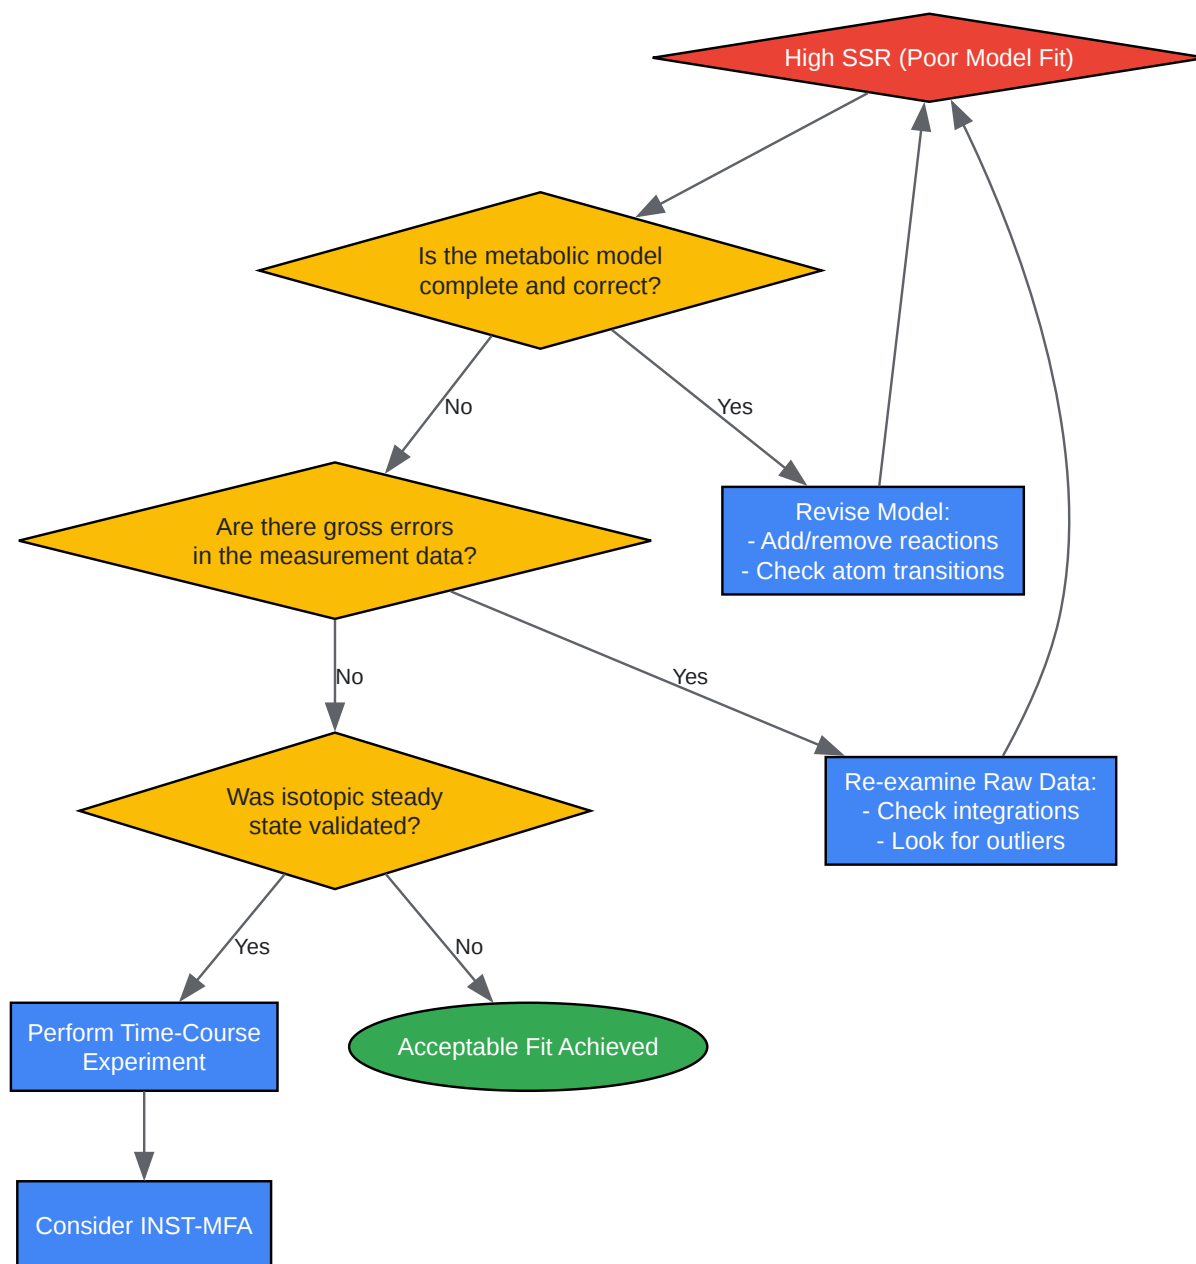 High SSR (Poor Model Fit)
Is the metabolic model
complete and correct?
No
Yes
Are there gross errors
in the measurement data?
Revise Model:
- Add/remove reactions
- Check atom transitions
No
Yes
Was isotopic steady
state validated?
Re-examine Raw Data:
- Check integrations
- Look for outliers
Yes
No
Perform Time-Course
Experiment
Acceptable Fit Achieved
Consider INST-MFA